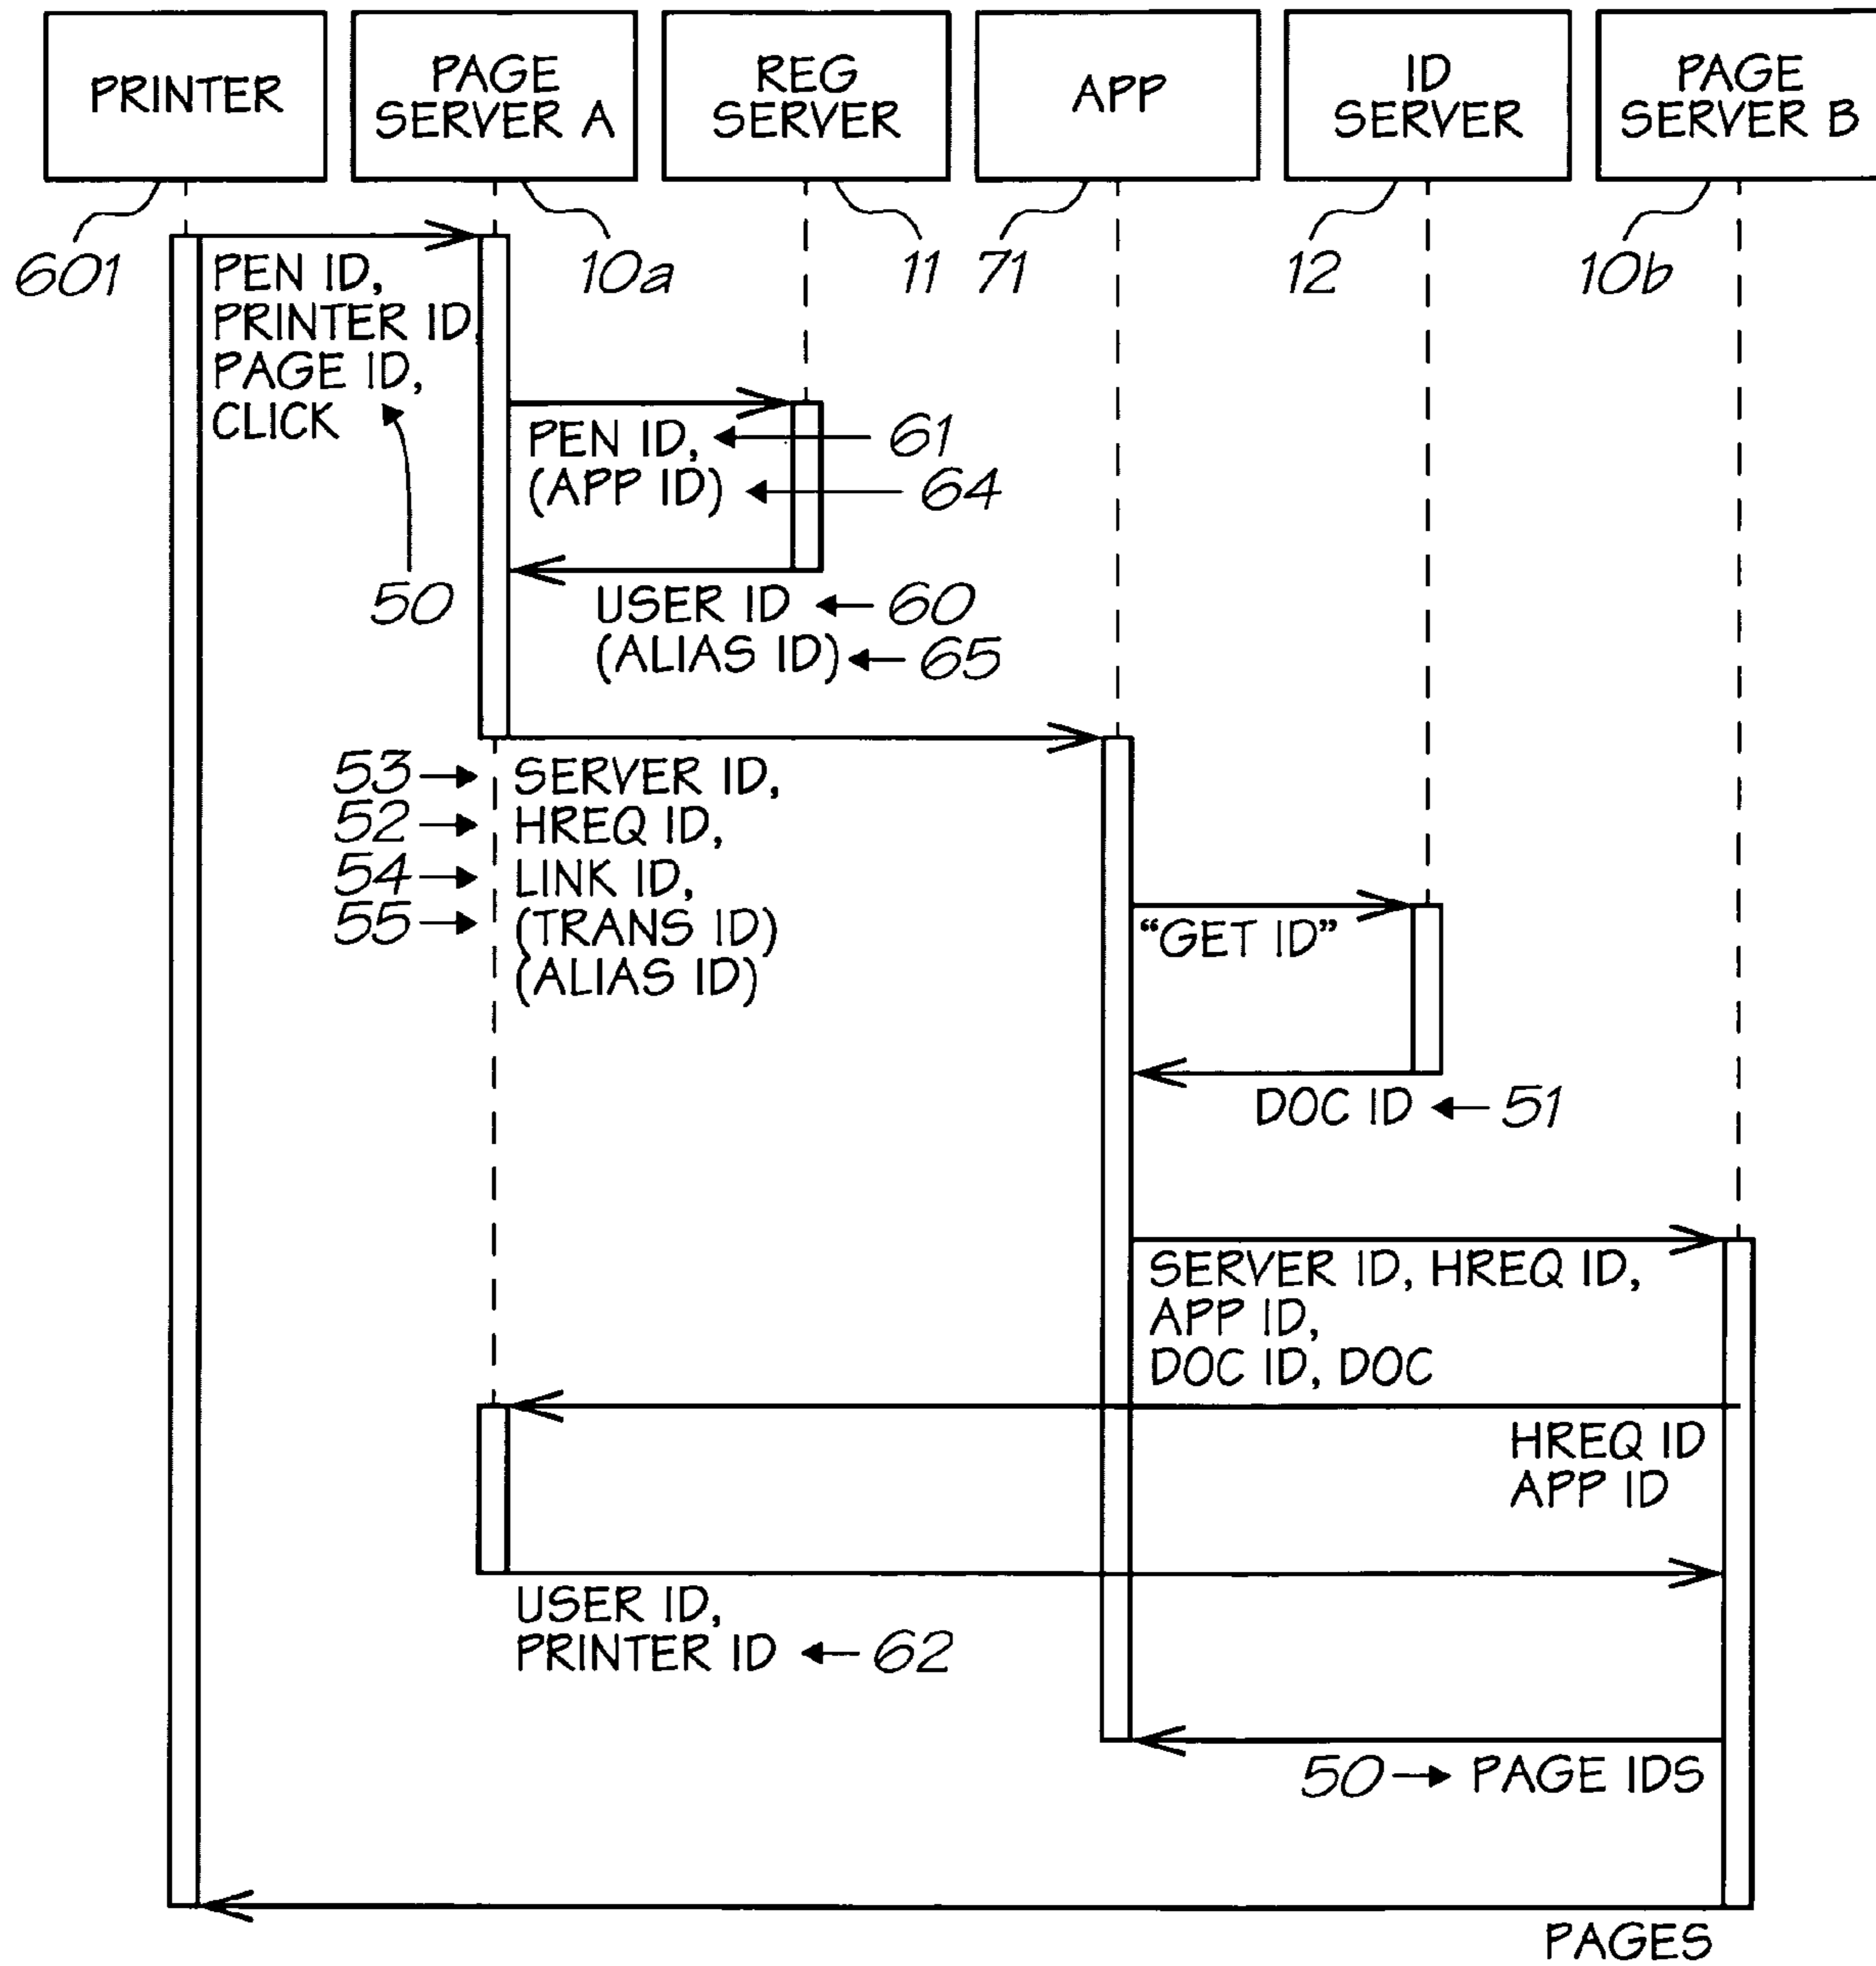 PRINTER
PAGE
SERVER A
REG
SERVER
APP
ID
SERVER
PAGE
SERVER B
601
10a
11
71
12
10b
PEN ID,
PRINTER ID
PAGE ID,
CLICK
50
PEN ID,
61
(APP ID)
64
USER ID
60
(ALIAS ID)
65
53
SERVER ID,
52
HREQ ID,
54
LINK ID,
55
(TRANS ID)
(ALIAS ID)
“GET ID”
DOC ID
51
SERVER ID, HREQ ID,
APP ID,
DOC ID, DOC
HREQ ID
APP ID
USER ID,
PRINTER ID
62
50
PAGE IDS
PAGES